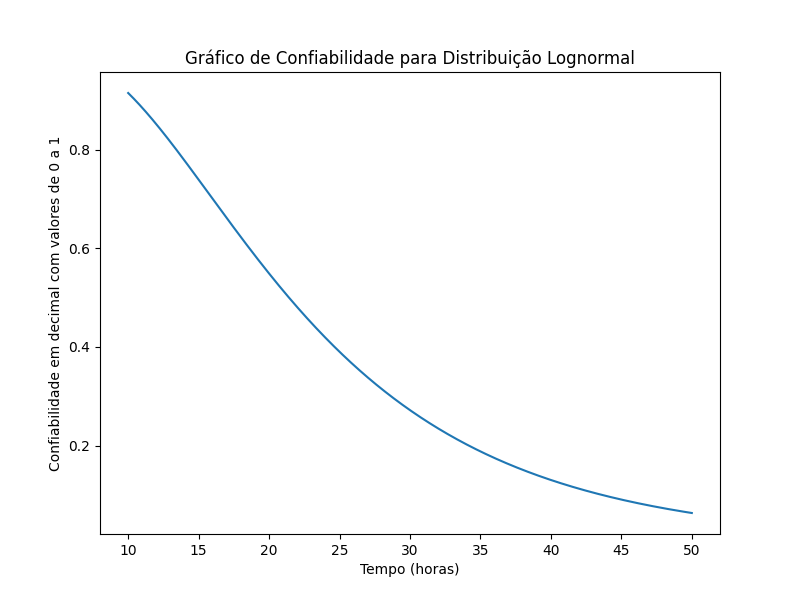 Gráfico de Confiabilidade para Distribuição Lognormal
Confiabilidade em decimal com valores de 0 a 1
0.8
0.6
0.4
0.2
10 15 20 25 30 35 40 45 50
Tempo (horas)